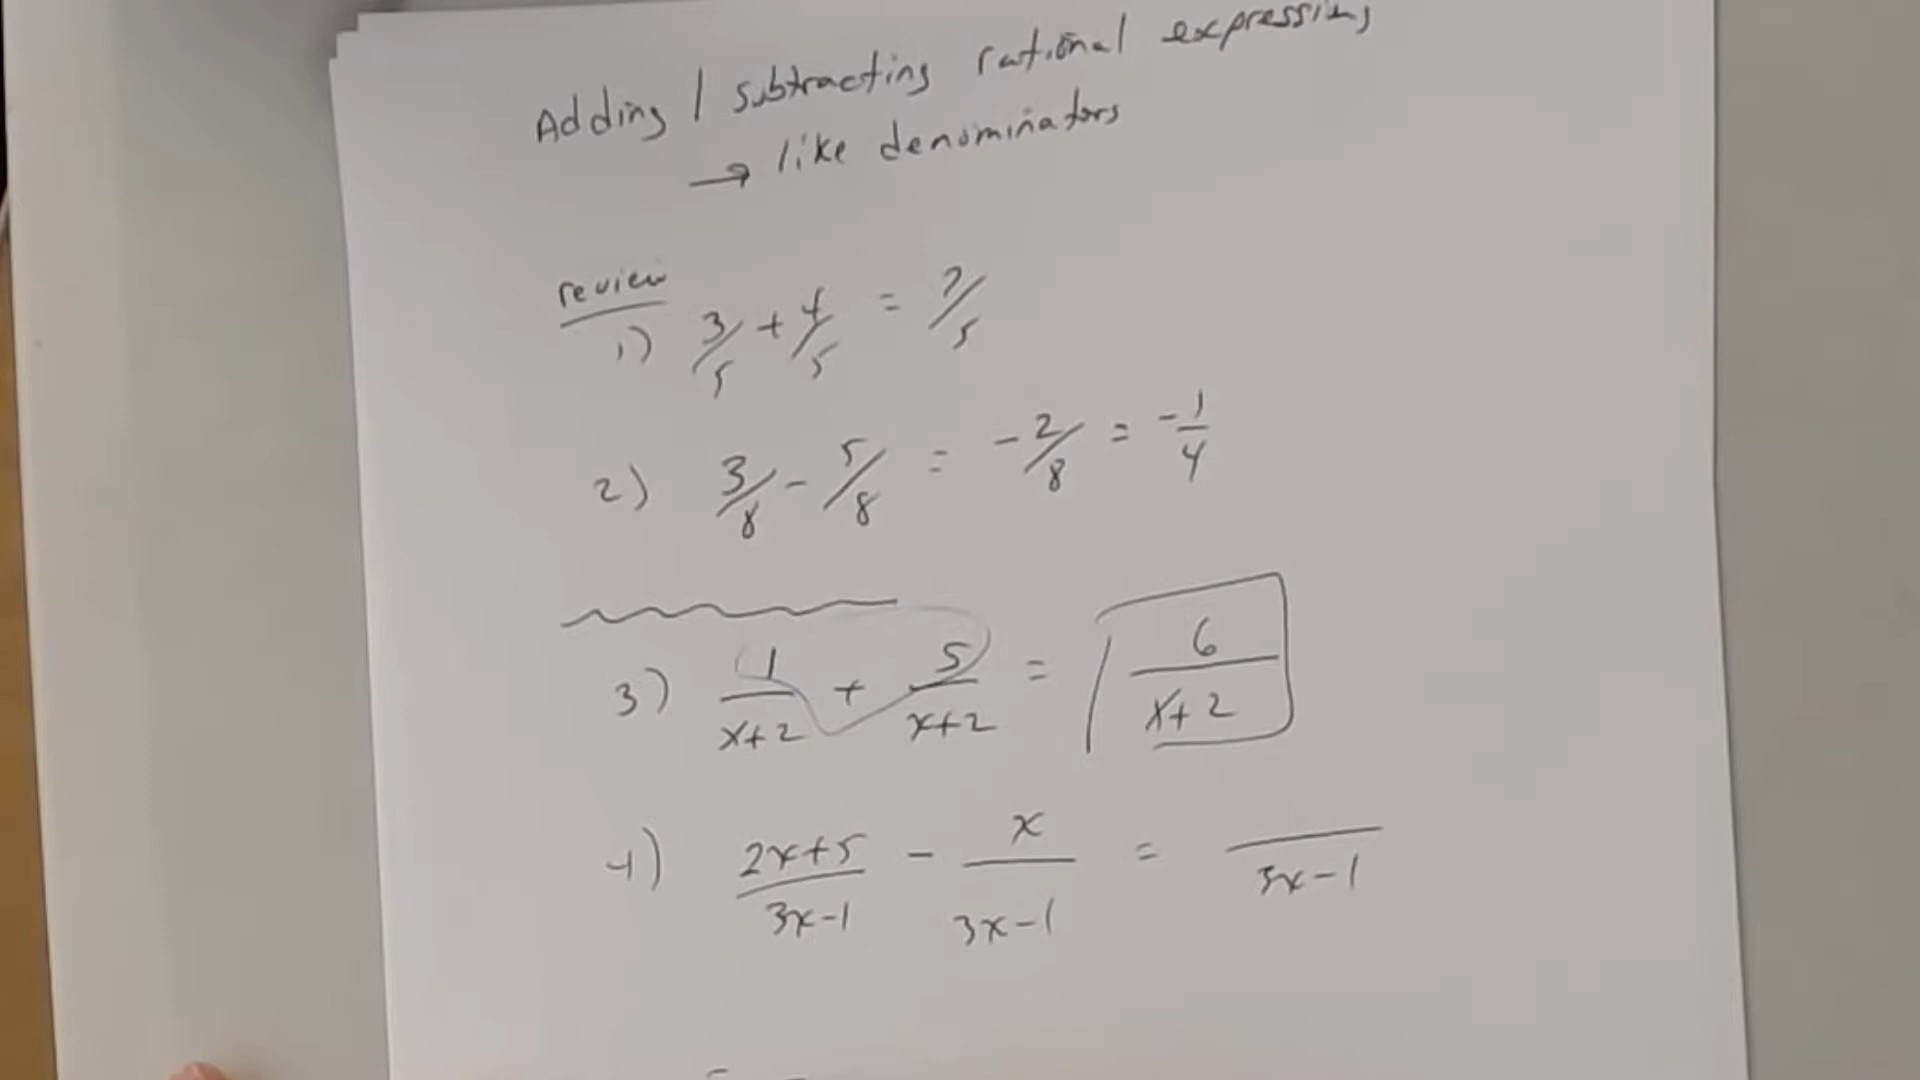 Adding / subtracting rational expressions
→ like denominators
review
1) 3/5 + 4/5 = 7/5
2) 3/8 - 5/8 = -2/8 = -1/4
3) 1/(x+2) + 5/(x+2) = 6/(x+2)
4) (2x+5)/(3x-1) - x/(3x-1) = /(3x-1)